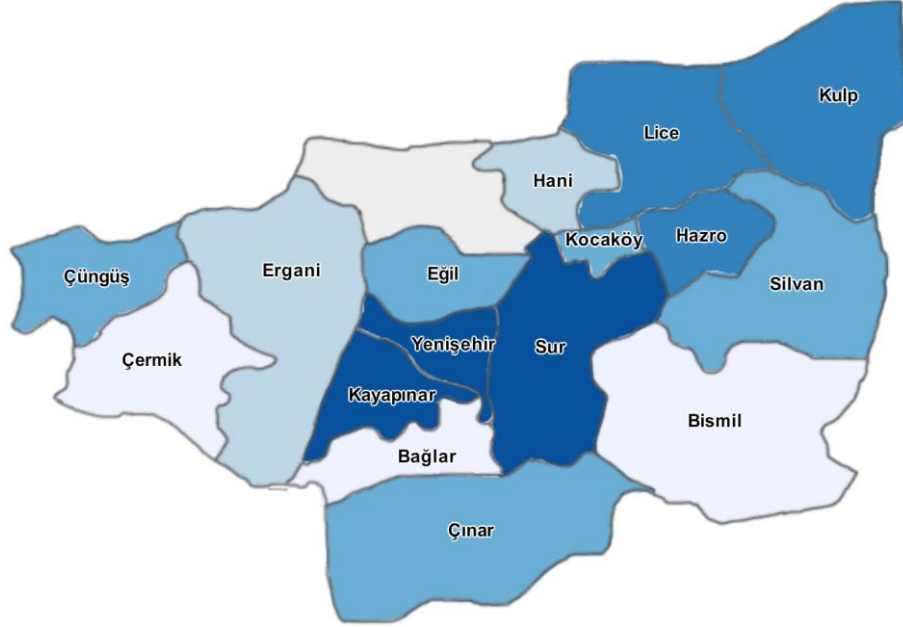 Kulp
Lice
Hani
Kocaköy
Hazro
Çüngüş
Ergani
Eğil
Silvan
Yenişehir
Sur
Çermik
Kayapınar
Bismil
Bağlar
Çınar